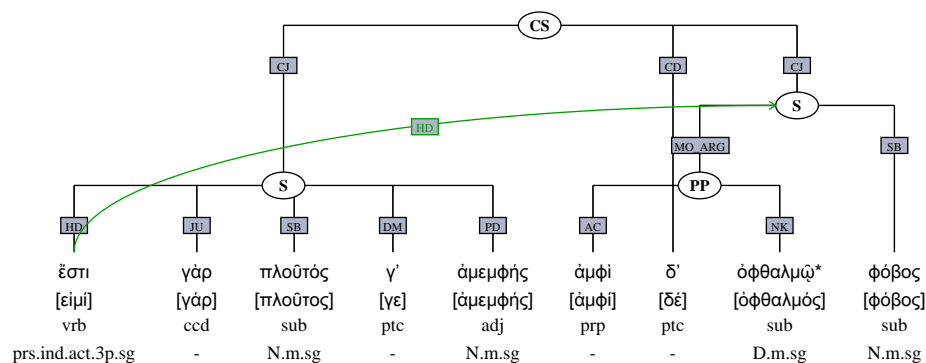 CS
CJ CD CJ
S
HD
MO_ARG SB
S PP
HD JU SB DM PD AC NK
ἔστι γὰρ πλοῦτός γ’ ἀμεμφής ἀμφὶ δ’ ὀφθαλμῷ* φόβος
[εἰμί] [γάρ] [πλοῦτος] [γε] [ἀμεμφής] [ἀμφί] [δέ] [ὀφθαλμός] [φόβος]
vrb ccd sub ptc adj prp ptc sub sub
prs.ind.act.3p.sg - N.m.sg - N.m.sg - - D.m.sg N.m.sg